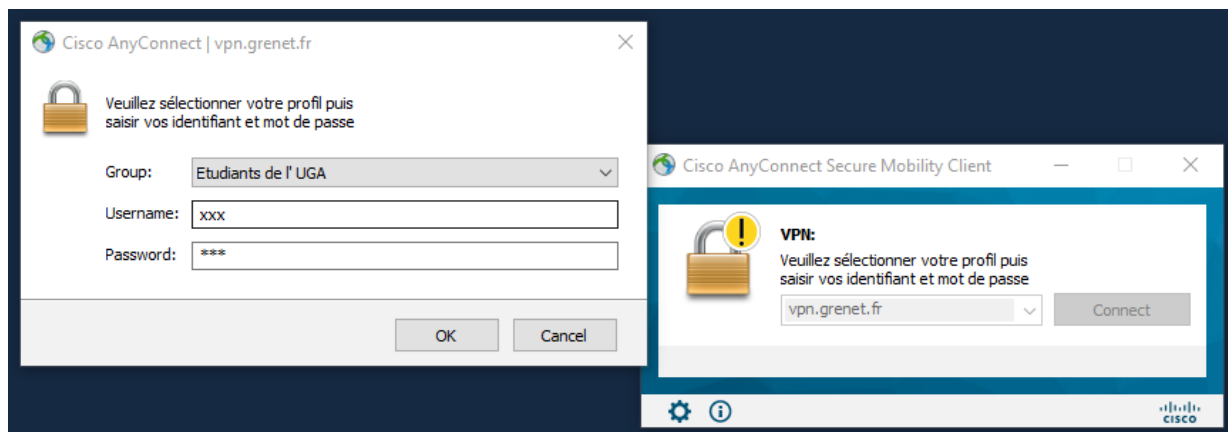 Cisco AnyConnect | vpn.grenet.fr
Veuillez sélectionner votre profil puis
saisir vos identifiant et mot de passe
Group: Etudiants de l' UGA
Username: xxx
Password: ***
OK Cancel
Cisco AnyConnect Secure Mobility Client
VPN:
Veuillez sélectionner votre profil puis
saisir vos identifiant et mot de passe
vpn.grenet.fr Connect
CISCO